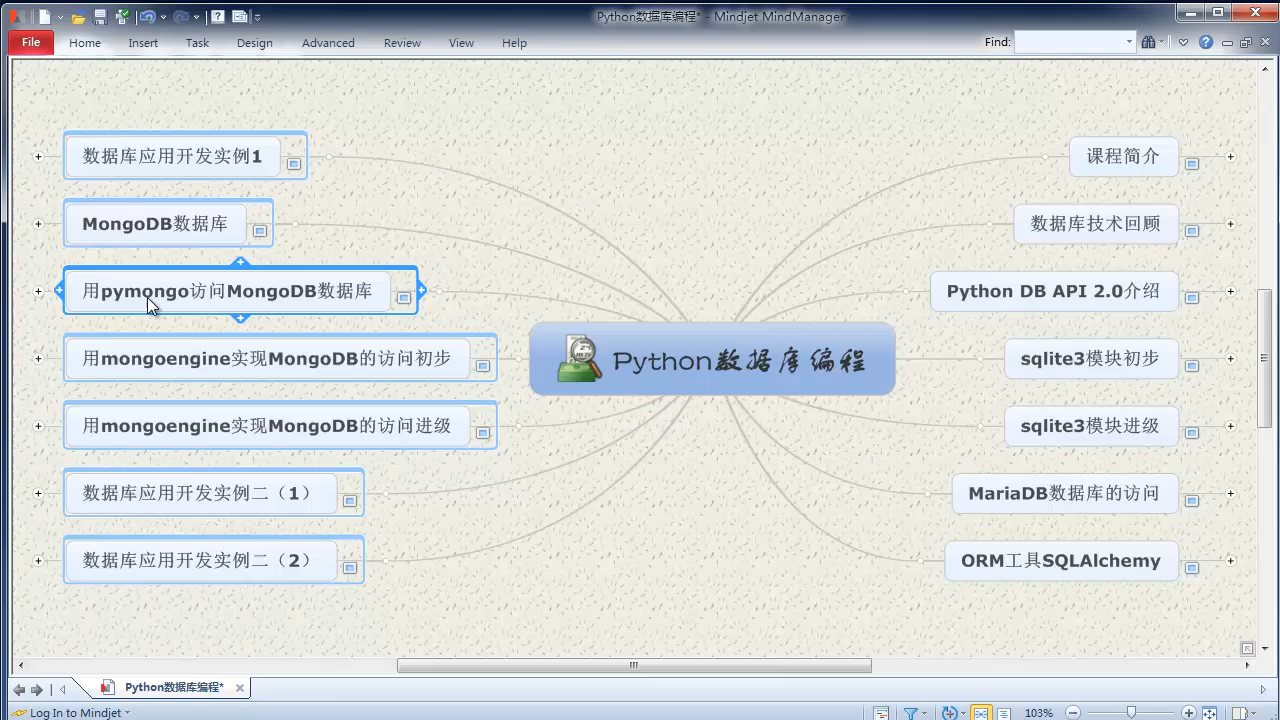 Python数据库编程* - Mindjet MindManager
File Home Insert Task Design Advanced Review View Help Find:
数据库应用开发实例1
MongoDB数据库
用pymongo访问MongoDB数据库
用mongoengine实现MongoDB的访问初步
用mongoengine实现MongoDB的访问进级
数据库应用开发实例二（1）
数据库应用开发实例二（2）
Python数据库编程
课程简介
数据库技术回顾
Python DB API 2.0介绍
sqlite3模块初步
sqlite3模块进级
MariaDB数据库的访问
ORM工具SQLAlchemy
Python数据库编程*
Log In to Mindjet 103%